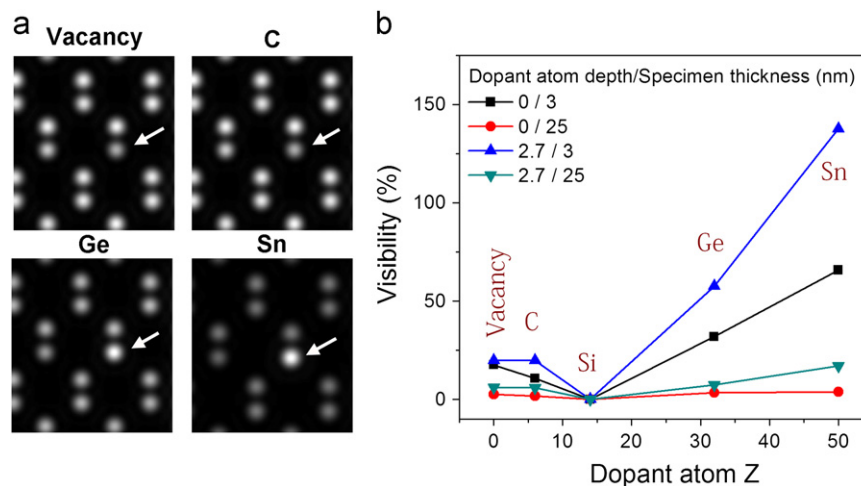 a
Vacancy
C
Ge
Sn
b
Dopant atom depth/Specimen thickness (nm)
0 / 3
0 / 25
2.7 / 3
2.7 / 25
Vacancy
C
Si
Ge
Sn
Visibility (%)
150
100
50
0
0
10
20
30
40
50
Dopant atom Z